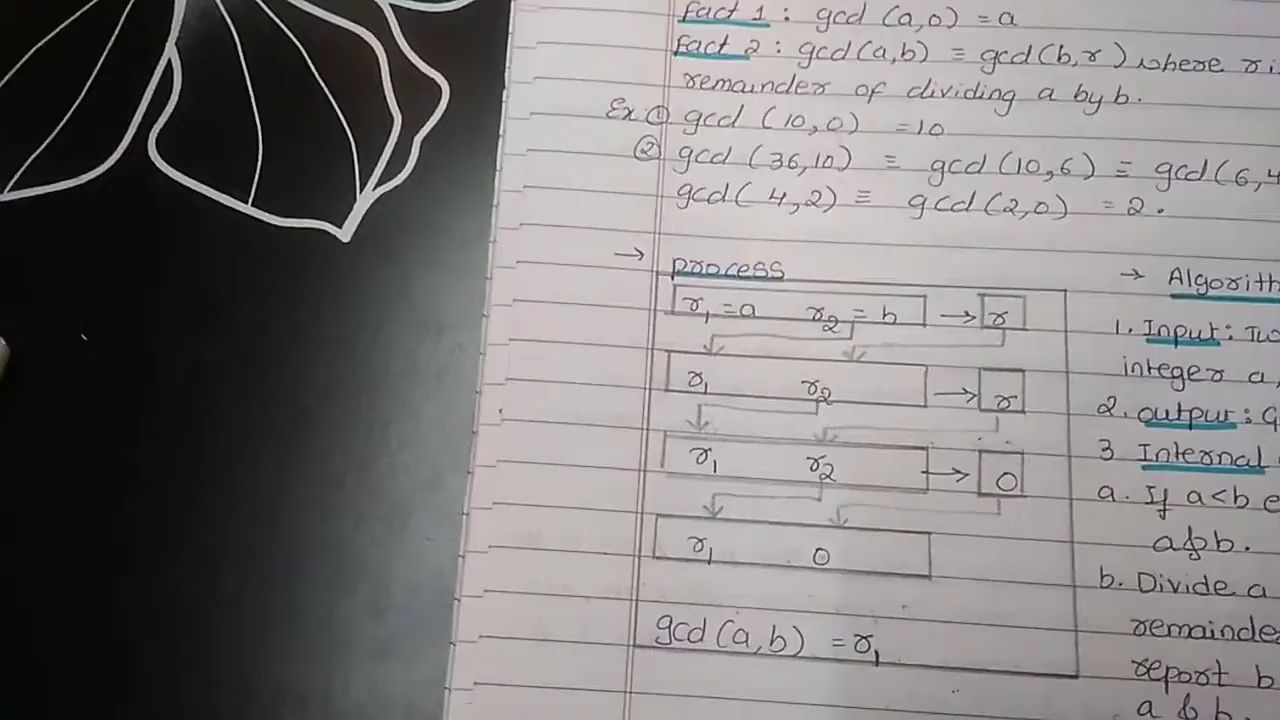 fact 1 : gcd (a,0) = a
fact 2 : gcd(a,b) = gcd(b,r) where
remainder of dividing a by b.
Ex ① gcd (10,0) =10
② gcd (36,10) = gcd(10,6) = gcd(6,4
gcd( 4,2) = gcd(2,0) = 2.
→ process
r₁ = a r₂ = b → r
r₁ r₂ → r
r₁ r₂ → 0
r₁ 0
gcd(a,b) = r₁
→ Algorith
1. Input :
integer a,
2. output :
3 Internal
a. If a<b
a & b.
b. Divide a
remainde
report b
a & b.